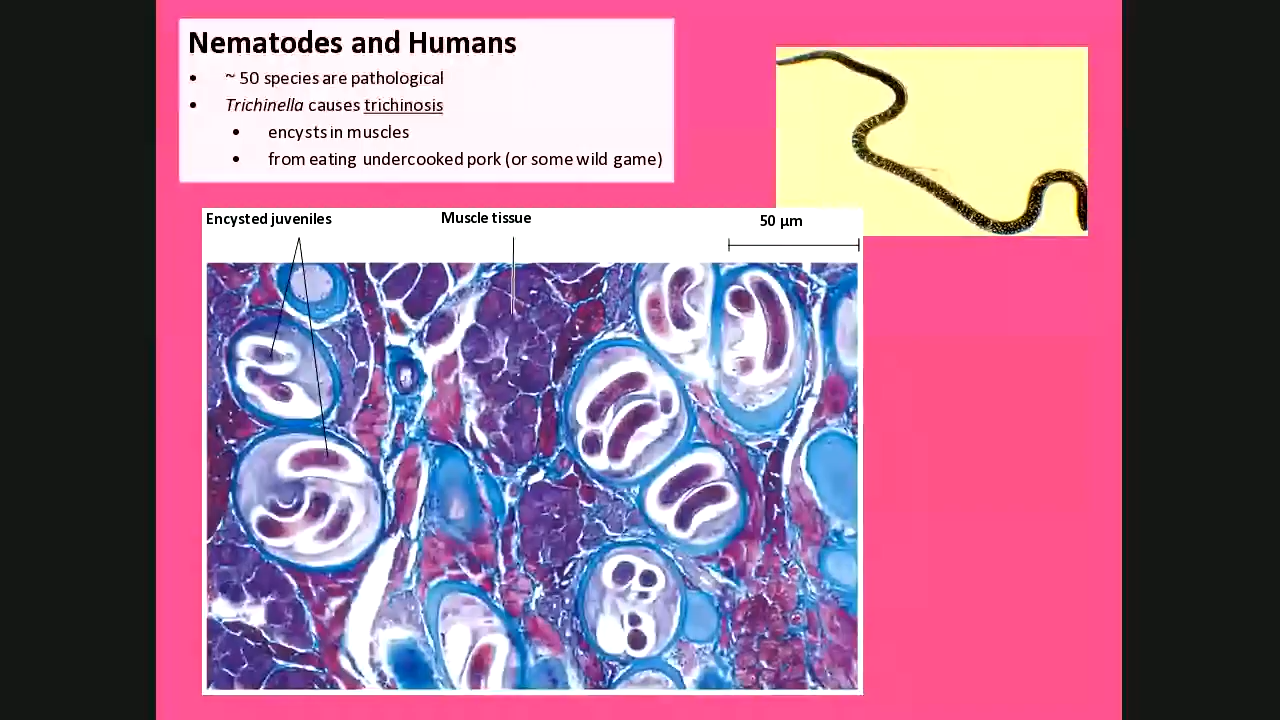 Nematodes and Humans
• ~ 50 species are pathological
• Trichinella causes trichinosis
• encysts in muscles
• from eating undercooked pork (or some wild game)
Encysted juveniles
Muscle tissue
50 µm